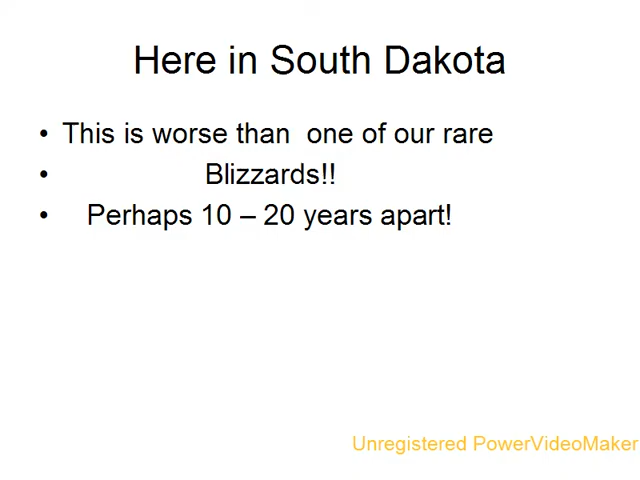 Here in South Dakota
• This is worse than  one of our rare
• Blizzards!!
• Perhaps 10 – 20 years apart!
Unregistered PowerVideoMaker